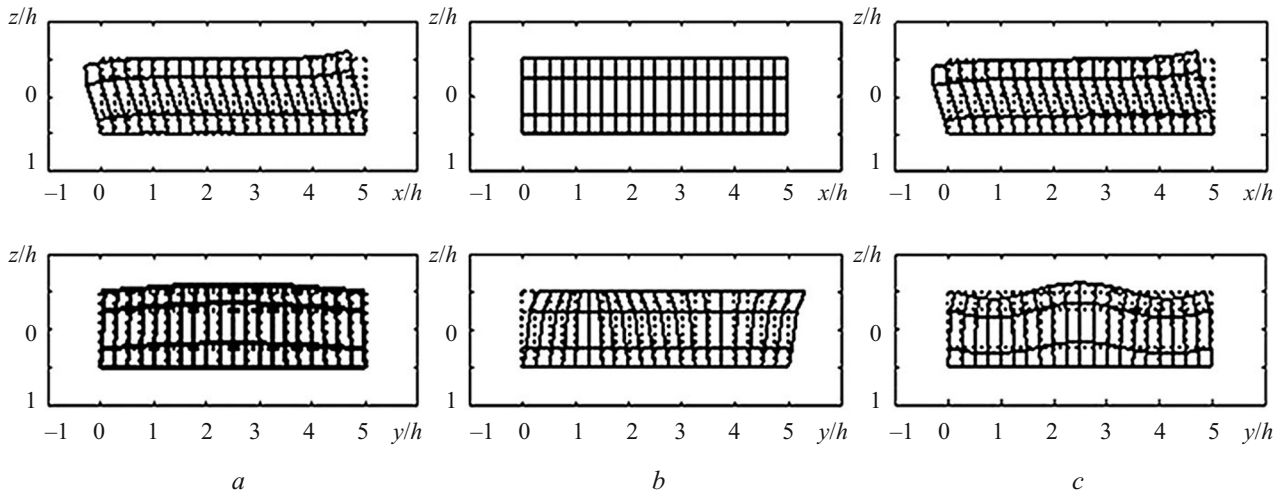 z/h z/h z/h
0 0 0
1 1 1
–1 0 1 2 3 4 5 x/h –1 0 1 2 3 4 5 x/h –1 0 1 2 3 4 5 x/h
z/h z/h z/h
0 0 0
1 1 1
–1 0 1 2 3 4 5 y/h –1 0 1 2 3 4 5 y/h –1 0 1 2 3 4 5 y/h
a b c